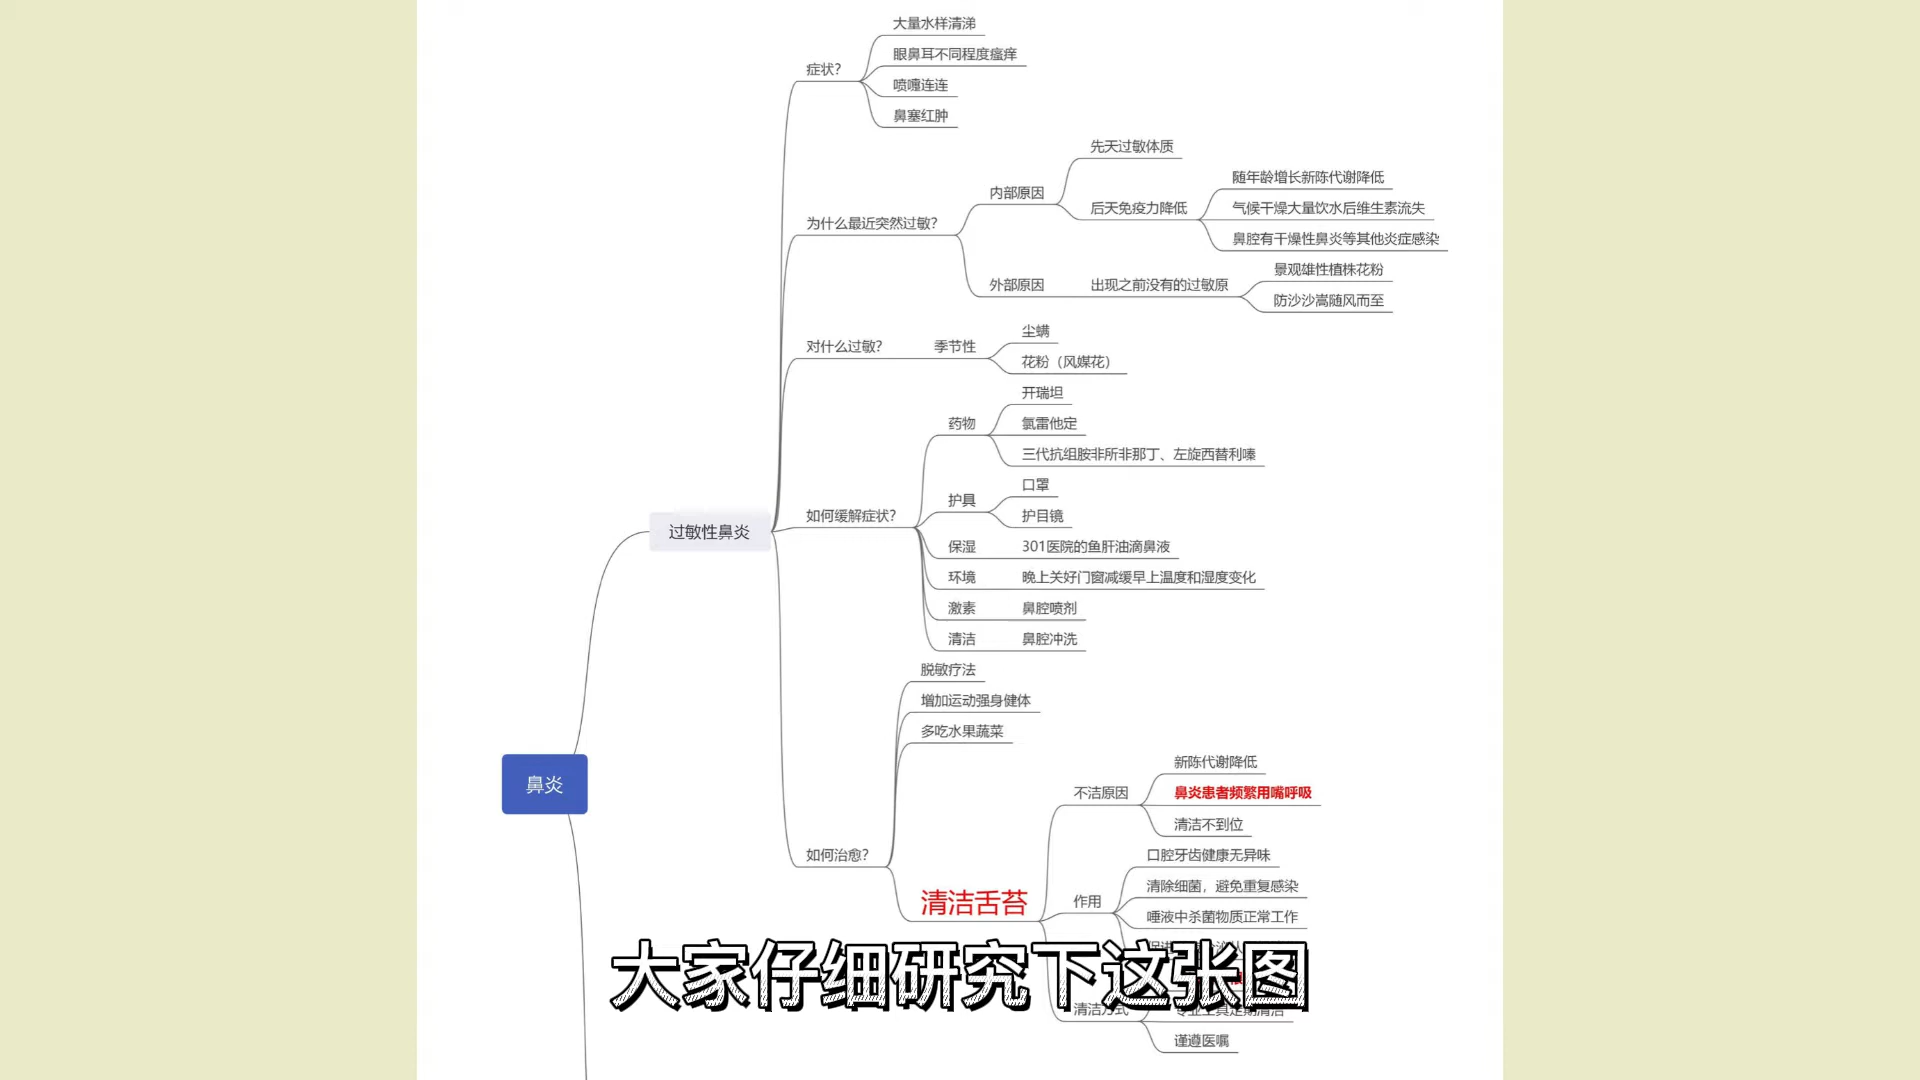 大量水样清涕
眼鼻耳不同程度瘙痒
症状?
喷嚏连连
鼻塞红肿
先天过敏体质
随年龄增长新陈代谢降低
内部原因
后天免疫力降低
气候干燥大量饮水后维生素流失
为什么最近突然过敏?
鼻腔有干燥性鼻炎等其他炎症感染
景观雄性植株花粉
外部原因
出现之前没有的过敏原
防沙沙嵩随风而至
尘螨
对什么过敏?
季节性
花粉（风媒花）
开瑞坦
药物
氯雷他定
三代抗组胺非所非那丁、左旋西替利嗪
口罩
护具
如何缓解症状?
护目镜
过敏性鼻炎
保湿
301医院的鱼肝油滴鼻液
环境
晚上关好门窗减缓早上温度和湿度变化
激素
鼻腔喷剂
清洁
鼻腔冲洗
脱敏疗法
增加运动强身健体
多吃水果蔬菜
新陈代谢降低
鼻炎
不洁原因
鼻炎患者频繁用嘴呼吸
清洁不到位
如何治愈?
口腔牙齿健康无异味
清除细菌，避免重复感染
清洁舌苔
作用
唾液中杀菌物质正常工作
大家仔细研究下这张图
清洁方式
专业工具定期清洁
谨遵医嘱